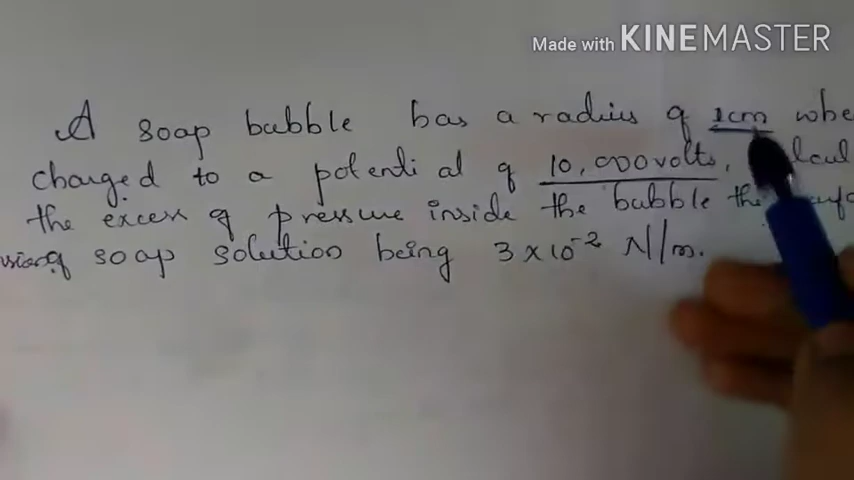 Made with KINEMASTER
A soap bubble has a radius of 1cm whe
charged to a potential of 10,000 volts,
the excess of pressure inside the bubble the
of soap solution being 3 x 10-2 N/m.